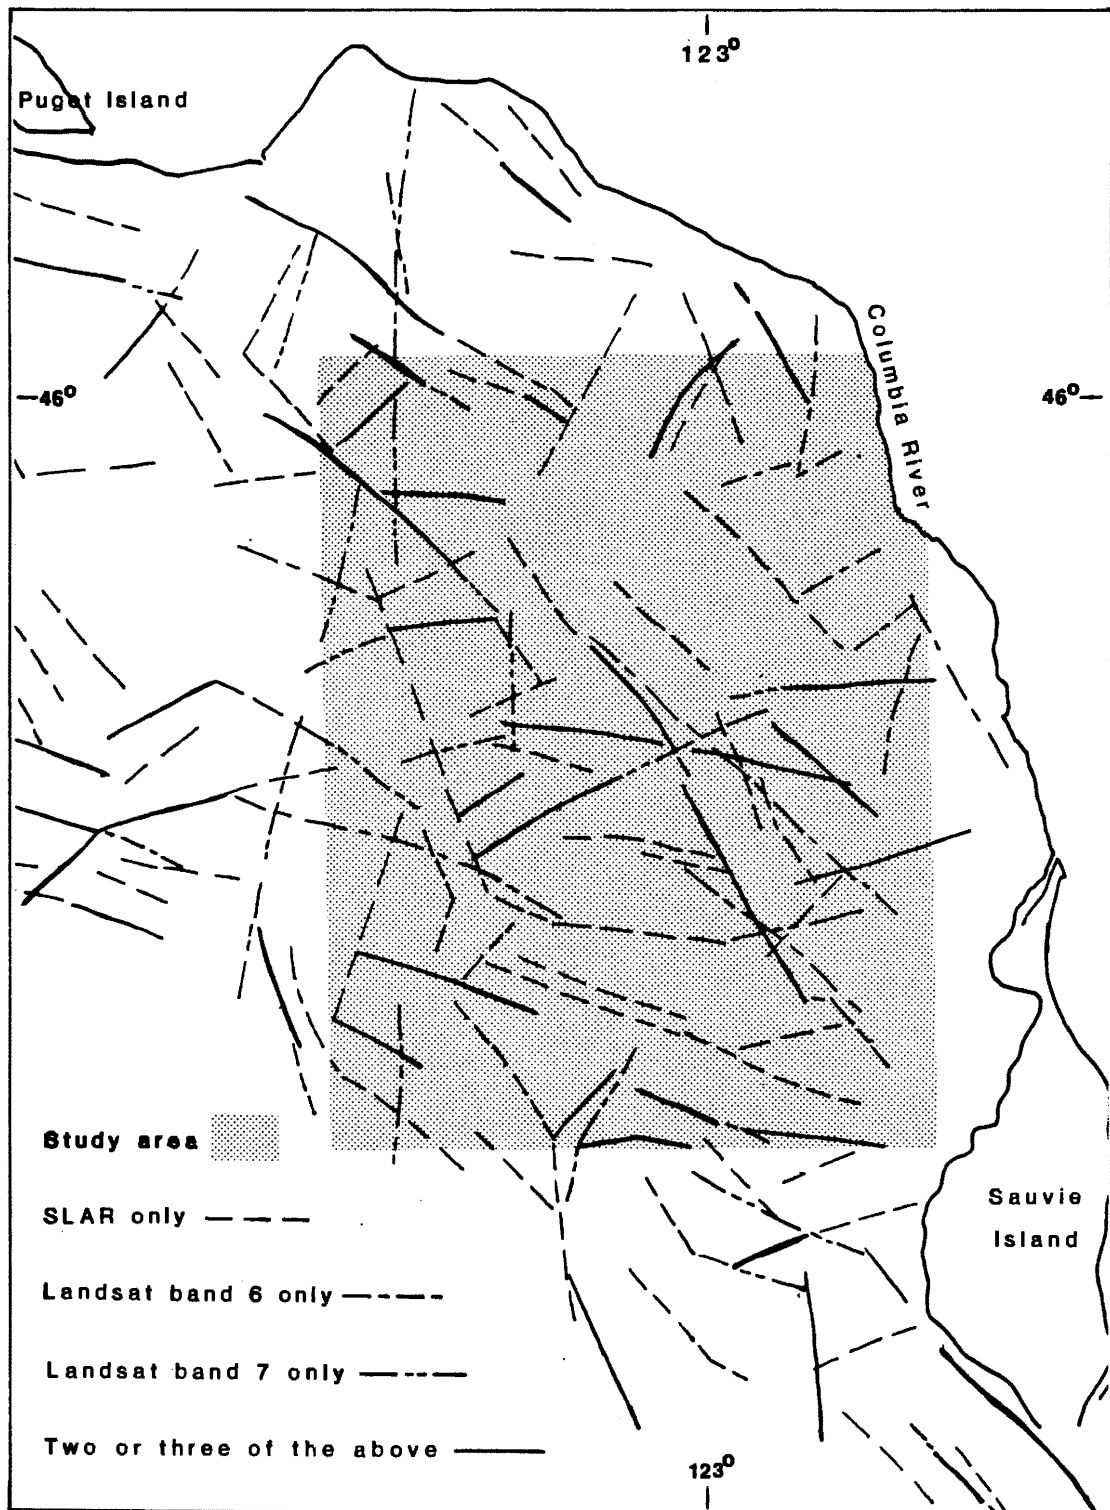 123°
Puget Island
Columbia River
46°
46°
Study area
SLAR only
Sauvie
Island
Landsat band 6 only
Landsat band 7 only
Two or three of the above
123°